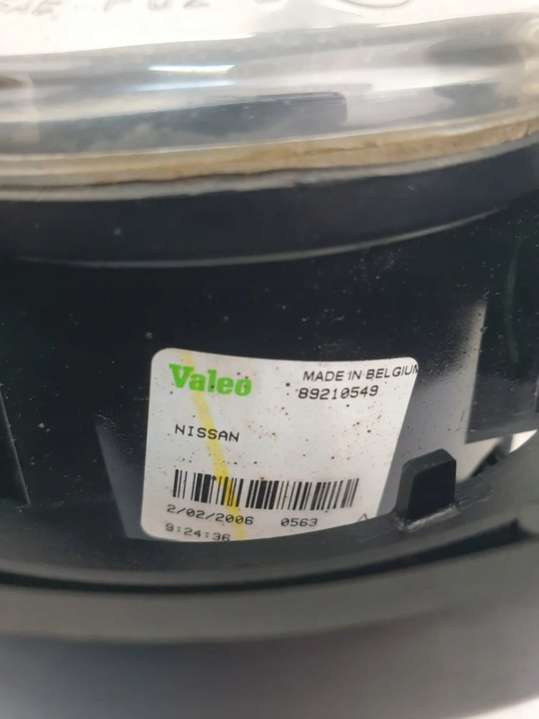 Valeo
MADE IN BELGIUM
89210549
NISSAN
2/02/2006 0563 A
9:24:36